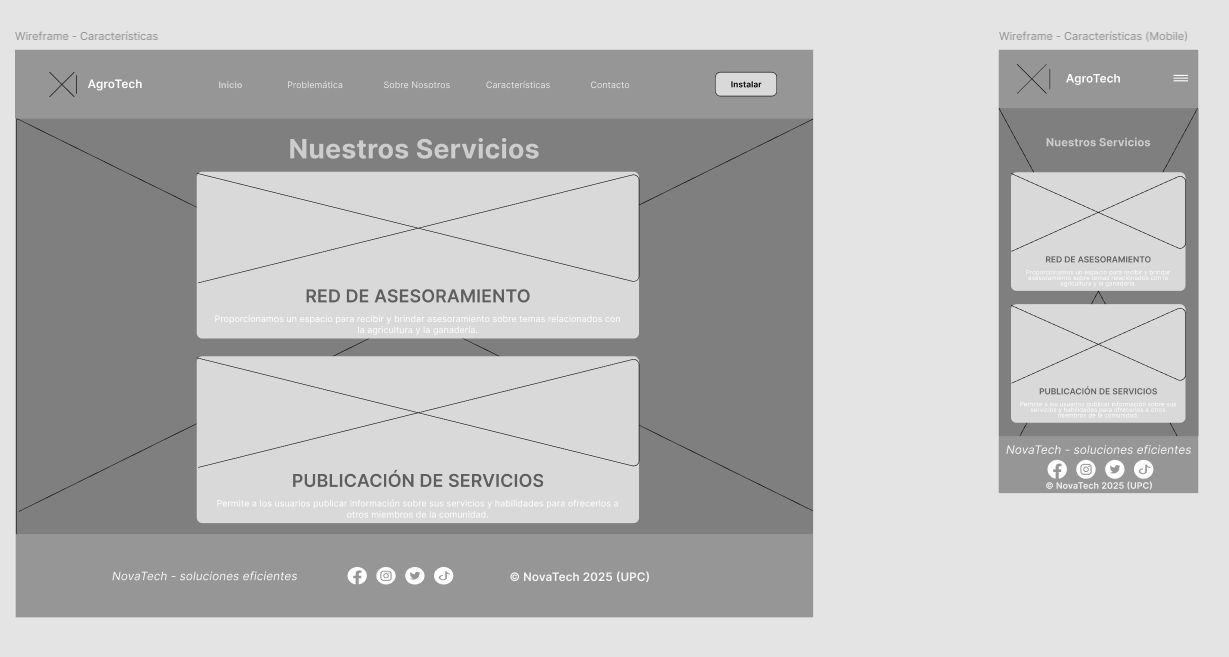 Wireframe - Características
AgroTech
Inicio
Problemática
Sobre Nosotros
Características
Contacto
Instalar
Nuestros Servicios
RED DE ASESORAMIENTO
Proporcionamos un espacio para recibir y brindar asesoramiento sobre temas relacionados con
la agricultura y la ganadería.
PUBLICACIÓN DE SERVICIOS
Permite a los usuarios publicar información sobre sus servicios y habilidades para ofrecerlos a
otros miembros de la comunidad.
NovaTech - soluciones eficientes
© NovaTech 2025 (UPC)
Wireframe - Características (Mobile)
AgroTech
Nuestros Servicios
RED DE ASESORAMIENTO
Proporcionamos un espacio para recibir y brindar
asesoramiento sobre temas relacionados con la
agricultura y la ganadería.
PUBLICACIÓN DE SERVICIOS
Permite a los usuarios publicar información sobre sus
servicios y habilidades para ofrecerlos a otros
miembros de la comunidad.
NovaTech - soluciones eficientes
© NovaTech 2025 (UPC)